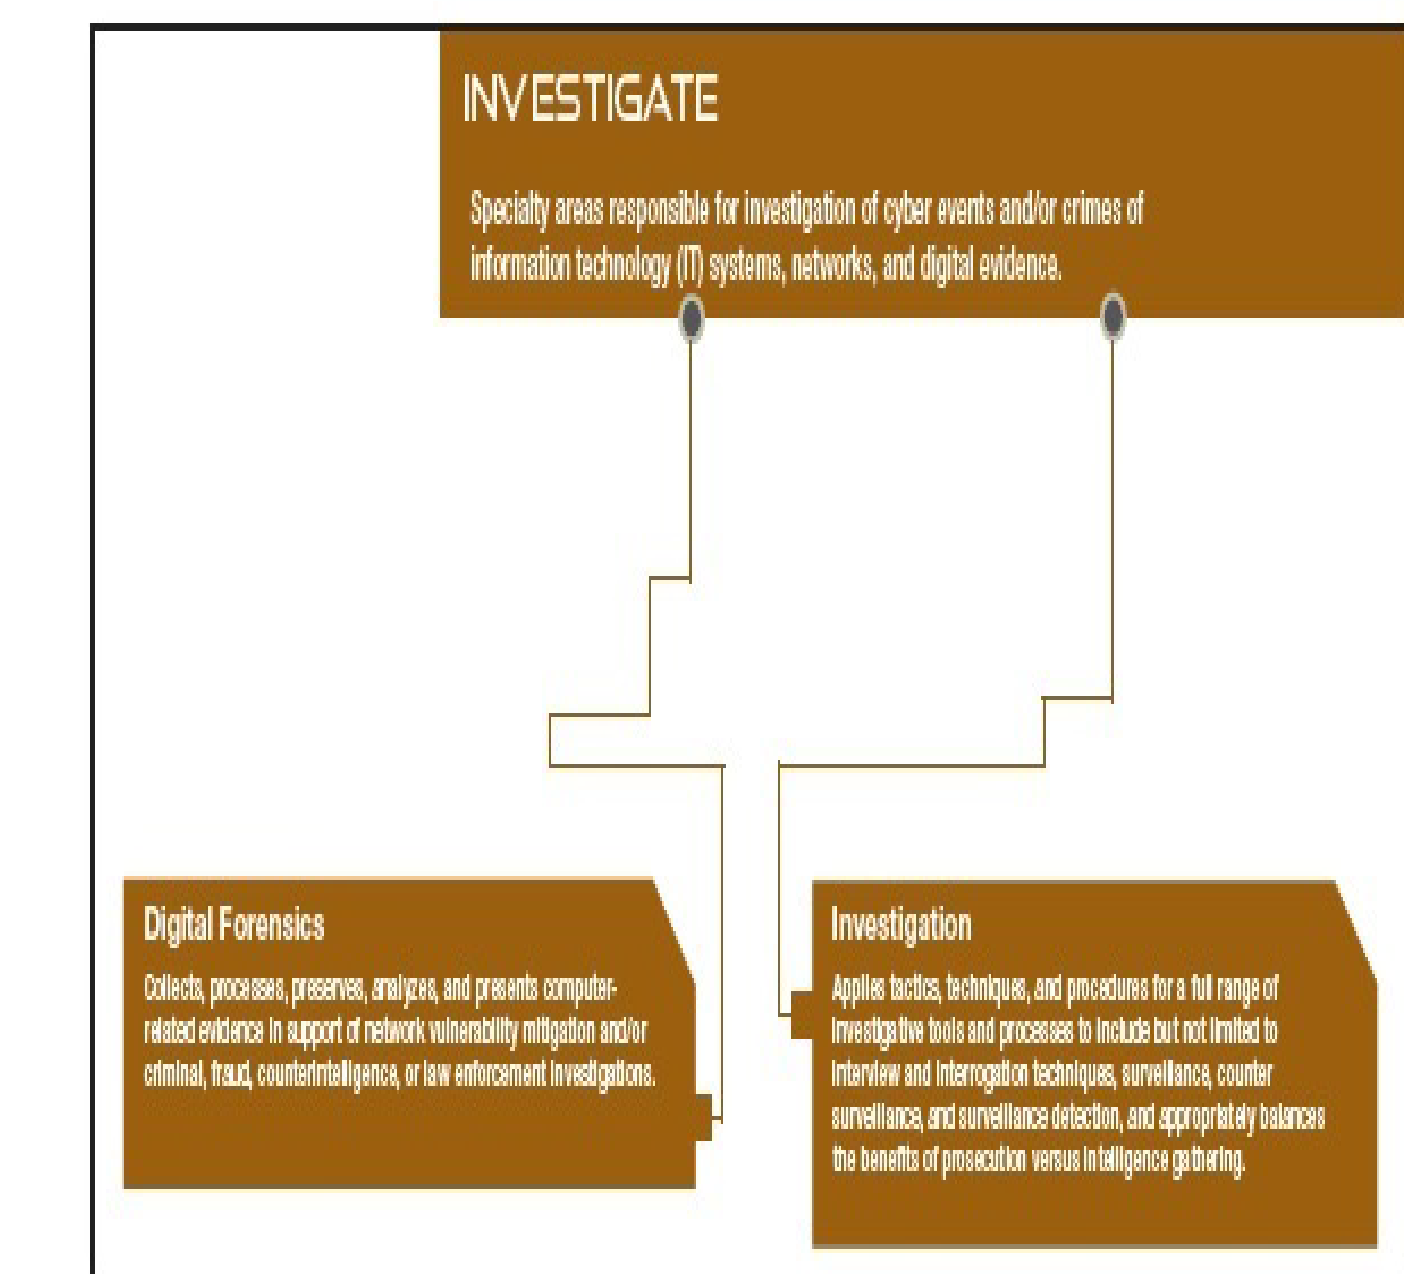 INVESTIGATE
Specialty areas responsible for investigation of cyber events and/or crimes of
information technology (IT) systems, networks, and digital evidence.
Digital Forensics
Collects, processes, preserves, analyzes, and presents computer-
related evidence in support of network vulnerability mitigation and/or
criminal, fraud, counterintelligence, or law enforcement investigations.
Investigation
Applies tactics, techniques, and procedures for a full range of
investigative tools and processes to include but not limited to
interview and interrogation techniques, surveillance, counter
surveillance, and surveillance detection, and appropriately balances
the benefits of prosecution versus intelligence gathering.